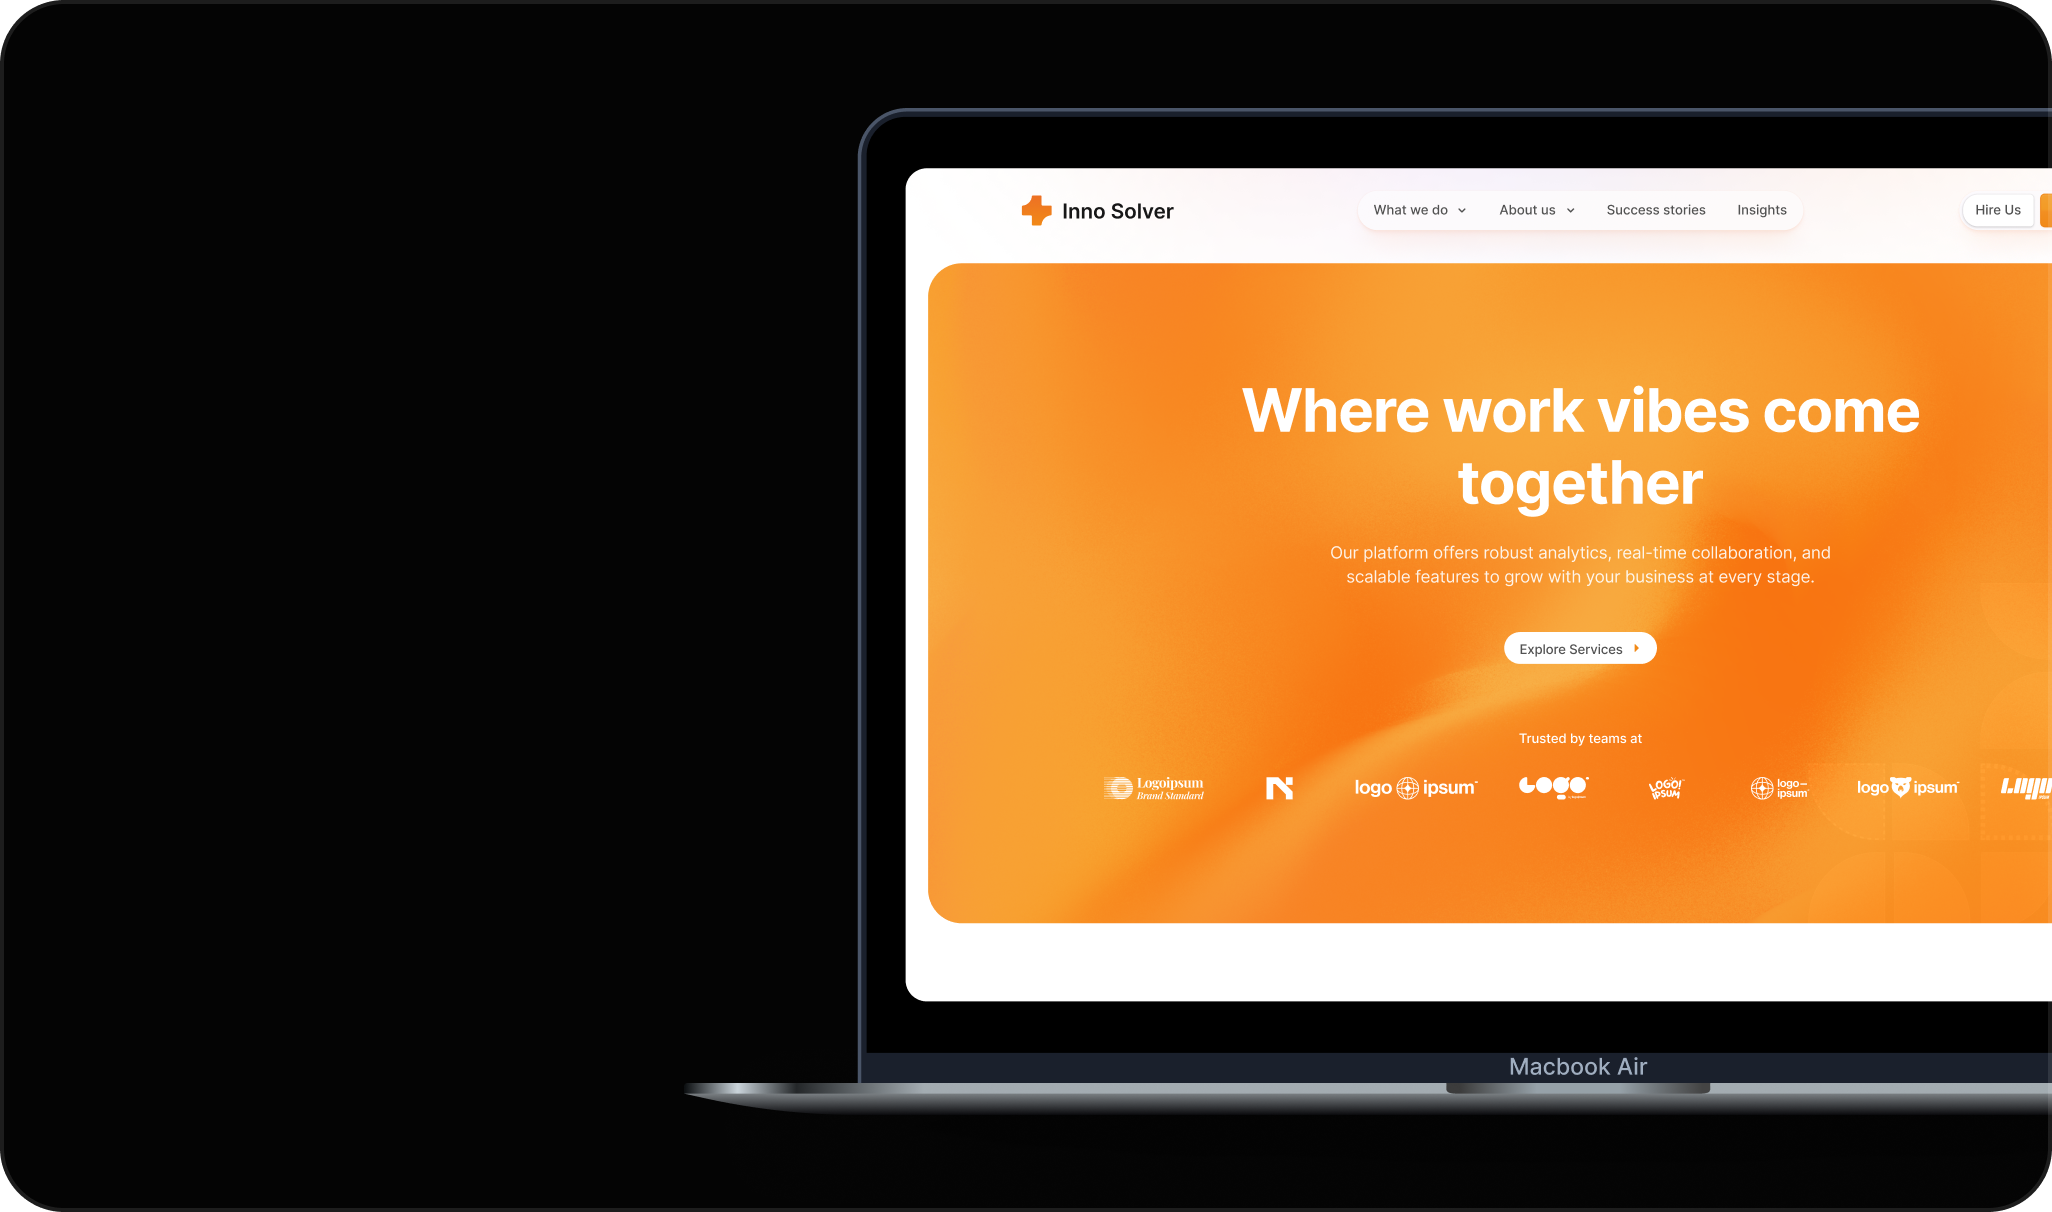 Inno Solver
What we do
About us
Success stories
Insights
Hire Us
Where work vibes come
together
Our platform offers robust analytics, real-time collaboration, and
scalable features to grow with your business at every stage.
Explore Services
Trusted by teams at
Logoipsum
Brand Standard
logo ipsum
LOGO
LOGO!
IPSUM
logo—
ipsum
logo ipsum
Macbook Air